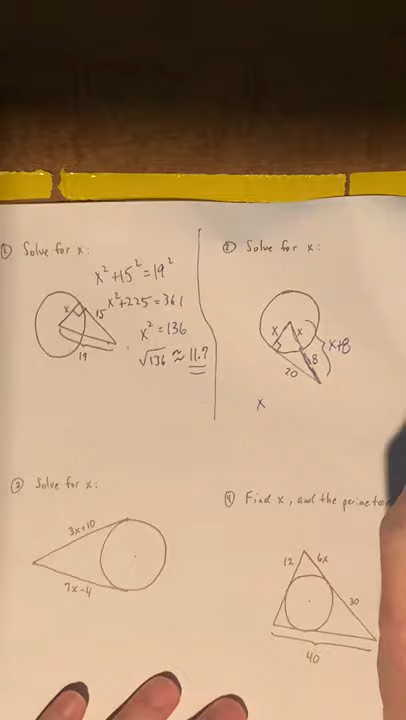 ① Solve for x:
x² + 15² = 19²
x² + 225 = 361
x² = 136
√136 ≈ 11.7
x
15
19
② Solve for x:
x
x
8
x+8
20
x
③ Solve for x:
3x+10
7x-4
④ Find x, and the
12
6x
30
40